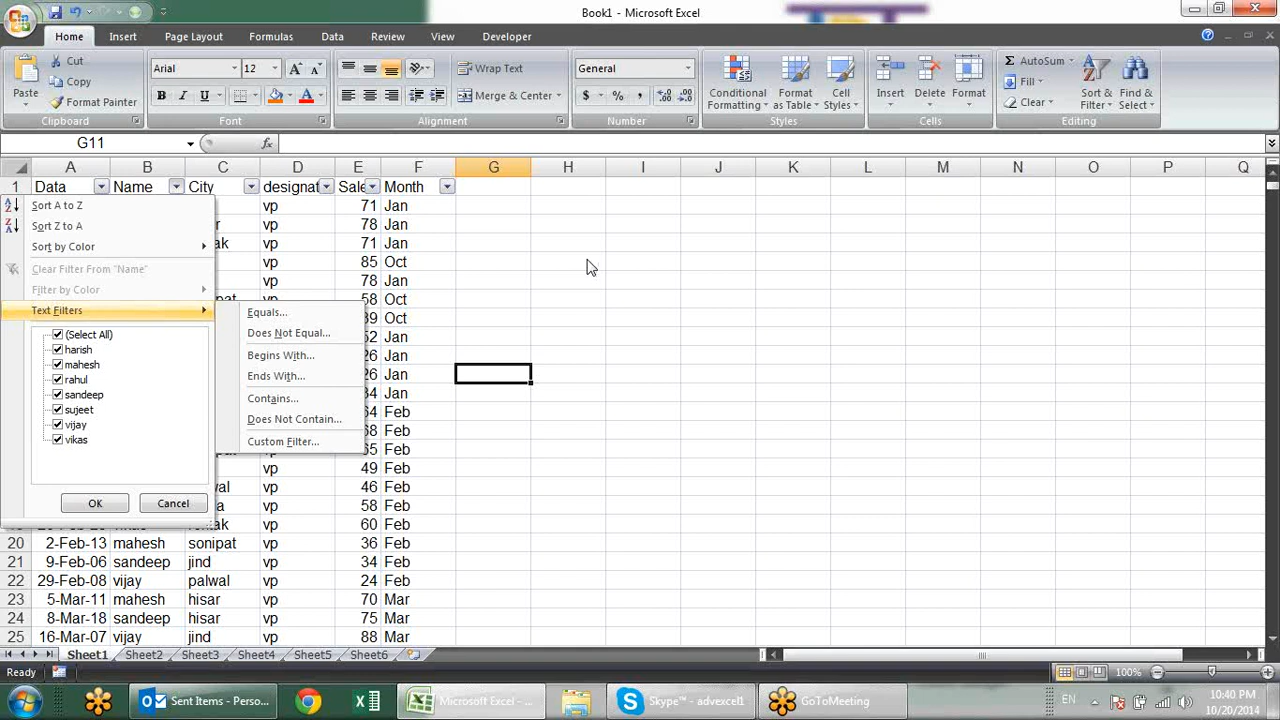 Book1 - Microsoft Excel
Home Insert Page Layout Formulas Data Review View Developer
Paste
Cut
Copy
Format Painter
Clipboard
Arial 12
B I U
Font
Wrap Text
Merge & Center
Alignment
General
$ % ,
Number
Conditional Formatting
Format as Table
Cell Styles
Styles
Insert Delete Format
Cells
AutoSum
Fill
Clear
Sort & Filter
Find & Select
Editing
G11 fx
A B C D E F G H I J K L M N O P Q
1 Data Name City designat Sale Month
vp 71 Jan
vp 78 Jan
vp 71 Jan
vp 85 Oct
vp 78 Jan
58 Oct
39 Oct
52 Jan
26 Jan
26 Jan
34 Jan
64 Feb
68 Feb
65 Feb
vp 49 Feb
vp 46 Feb
vp 58 Feb
vp 60 Feb
20 2-Feb-13 mahesh sonipat vp 36 Feb
21 9-Feb-06 sandeep jind vp 34 Feb
22 29-Feb-08 vijay palwal vp 24 Feb
23 5-Mar-11 mahesh hisar vp 70 Mar
24 8-Mar-18 sandeep hisar vp 75 Mar
25 16-Mar-07 vijay jind vp 88 Mar
Sort A to Z
Sort Z to A
Sort by Color
Clear Filter From "Name"
Filter by Color
Text Filters
(Select All)
harish
mahesh
rahul
sandeep
sujeet
vijay
vikas
OK Cancel
Equals...
Does Not Equal...
Begins With...
Ends With...
Contains...
Does Not Contain...
Custom Filter...
Sheet1 Sheet2 Sheet3 Sheet4 Sheet5 Sheet6
Ready 100%
Sent Items - Perso... Microsoft Excel - ... Skype™ - advexcel1 GoToMeeting EN 10:40 PM
10/20/2014